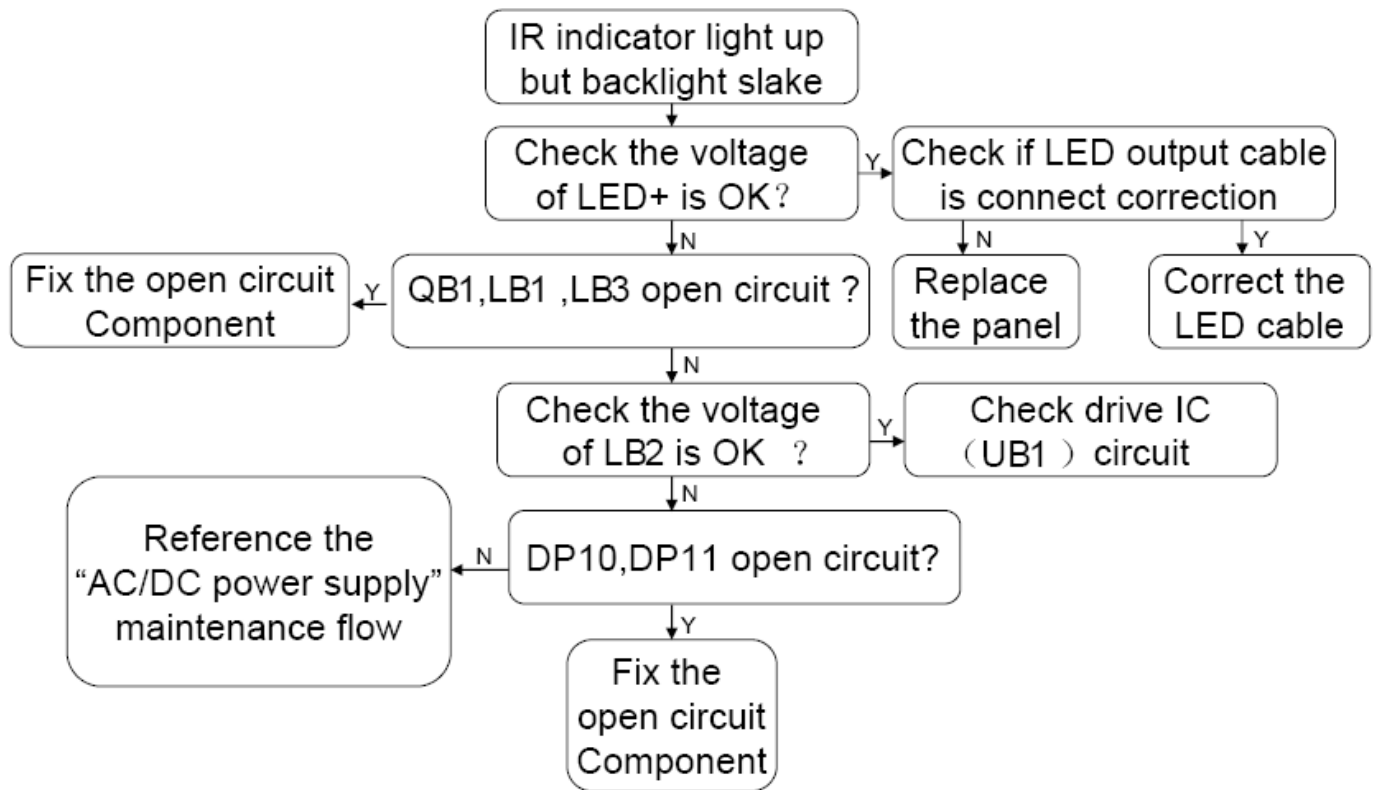 IR indicator light up
but backlight slake
Check the voltage
of LED+ is OK？
Y
Check if LED output cable
is connect correction
N
N
Y
Fix the open circuit
Component
Y
QB1,LB1 ,LB3 open circuit ?
Replace
the panel
Correct the
LED cable
N
Check the voltage
of LB2 is OK ？
Y
Check drive IC
（UB1 ）circuit
N
Reference the
“AC/DC power supply”
maintenance flow
N
DP10,DP11 open circuit?
Y
Fix the
open circuit
Component